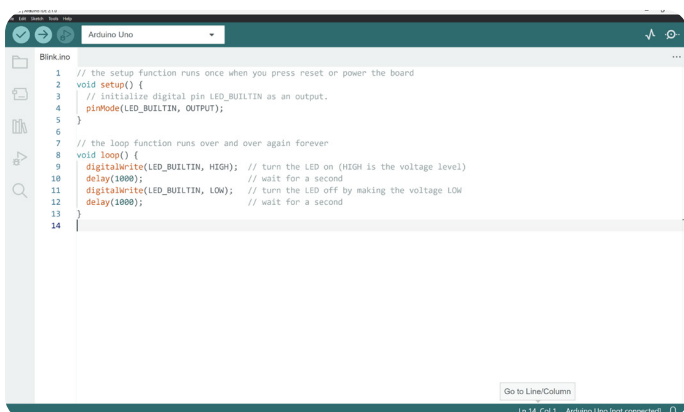 File Edit Sketch Tools Help
Arduino Uno
Blink.ino
1 // the setup function runs once when you press reset or power the board
2 void setup() {
3 // initialize digital pin LED_BUILTIN as an output.
4 pinMode(LED_BUILTIN, OUTPUT);
5 }
6
7 // the loop function runs over and over again forever
8 void loop() {
9 digitalWrite(LED_BUILTIN, HIGH); // turn the LED on (HIGH is the voltage level)
10 delay(1000); // wait for a second
11 digitalWrite(LED_BUILTIN, LOW); // turn the LED off by making the voltage LOW
12 delay(1000); // wait for a second
13 }
14
Go to Line/Column
Ln 14, Col 1 Arduino Uno [not connected]